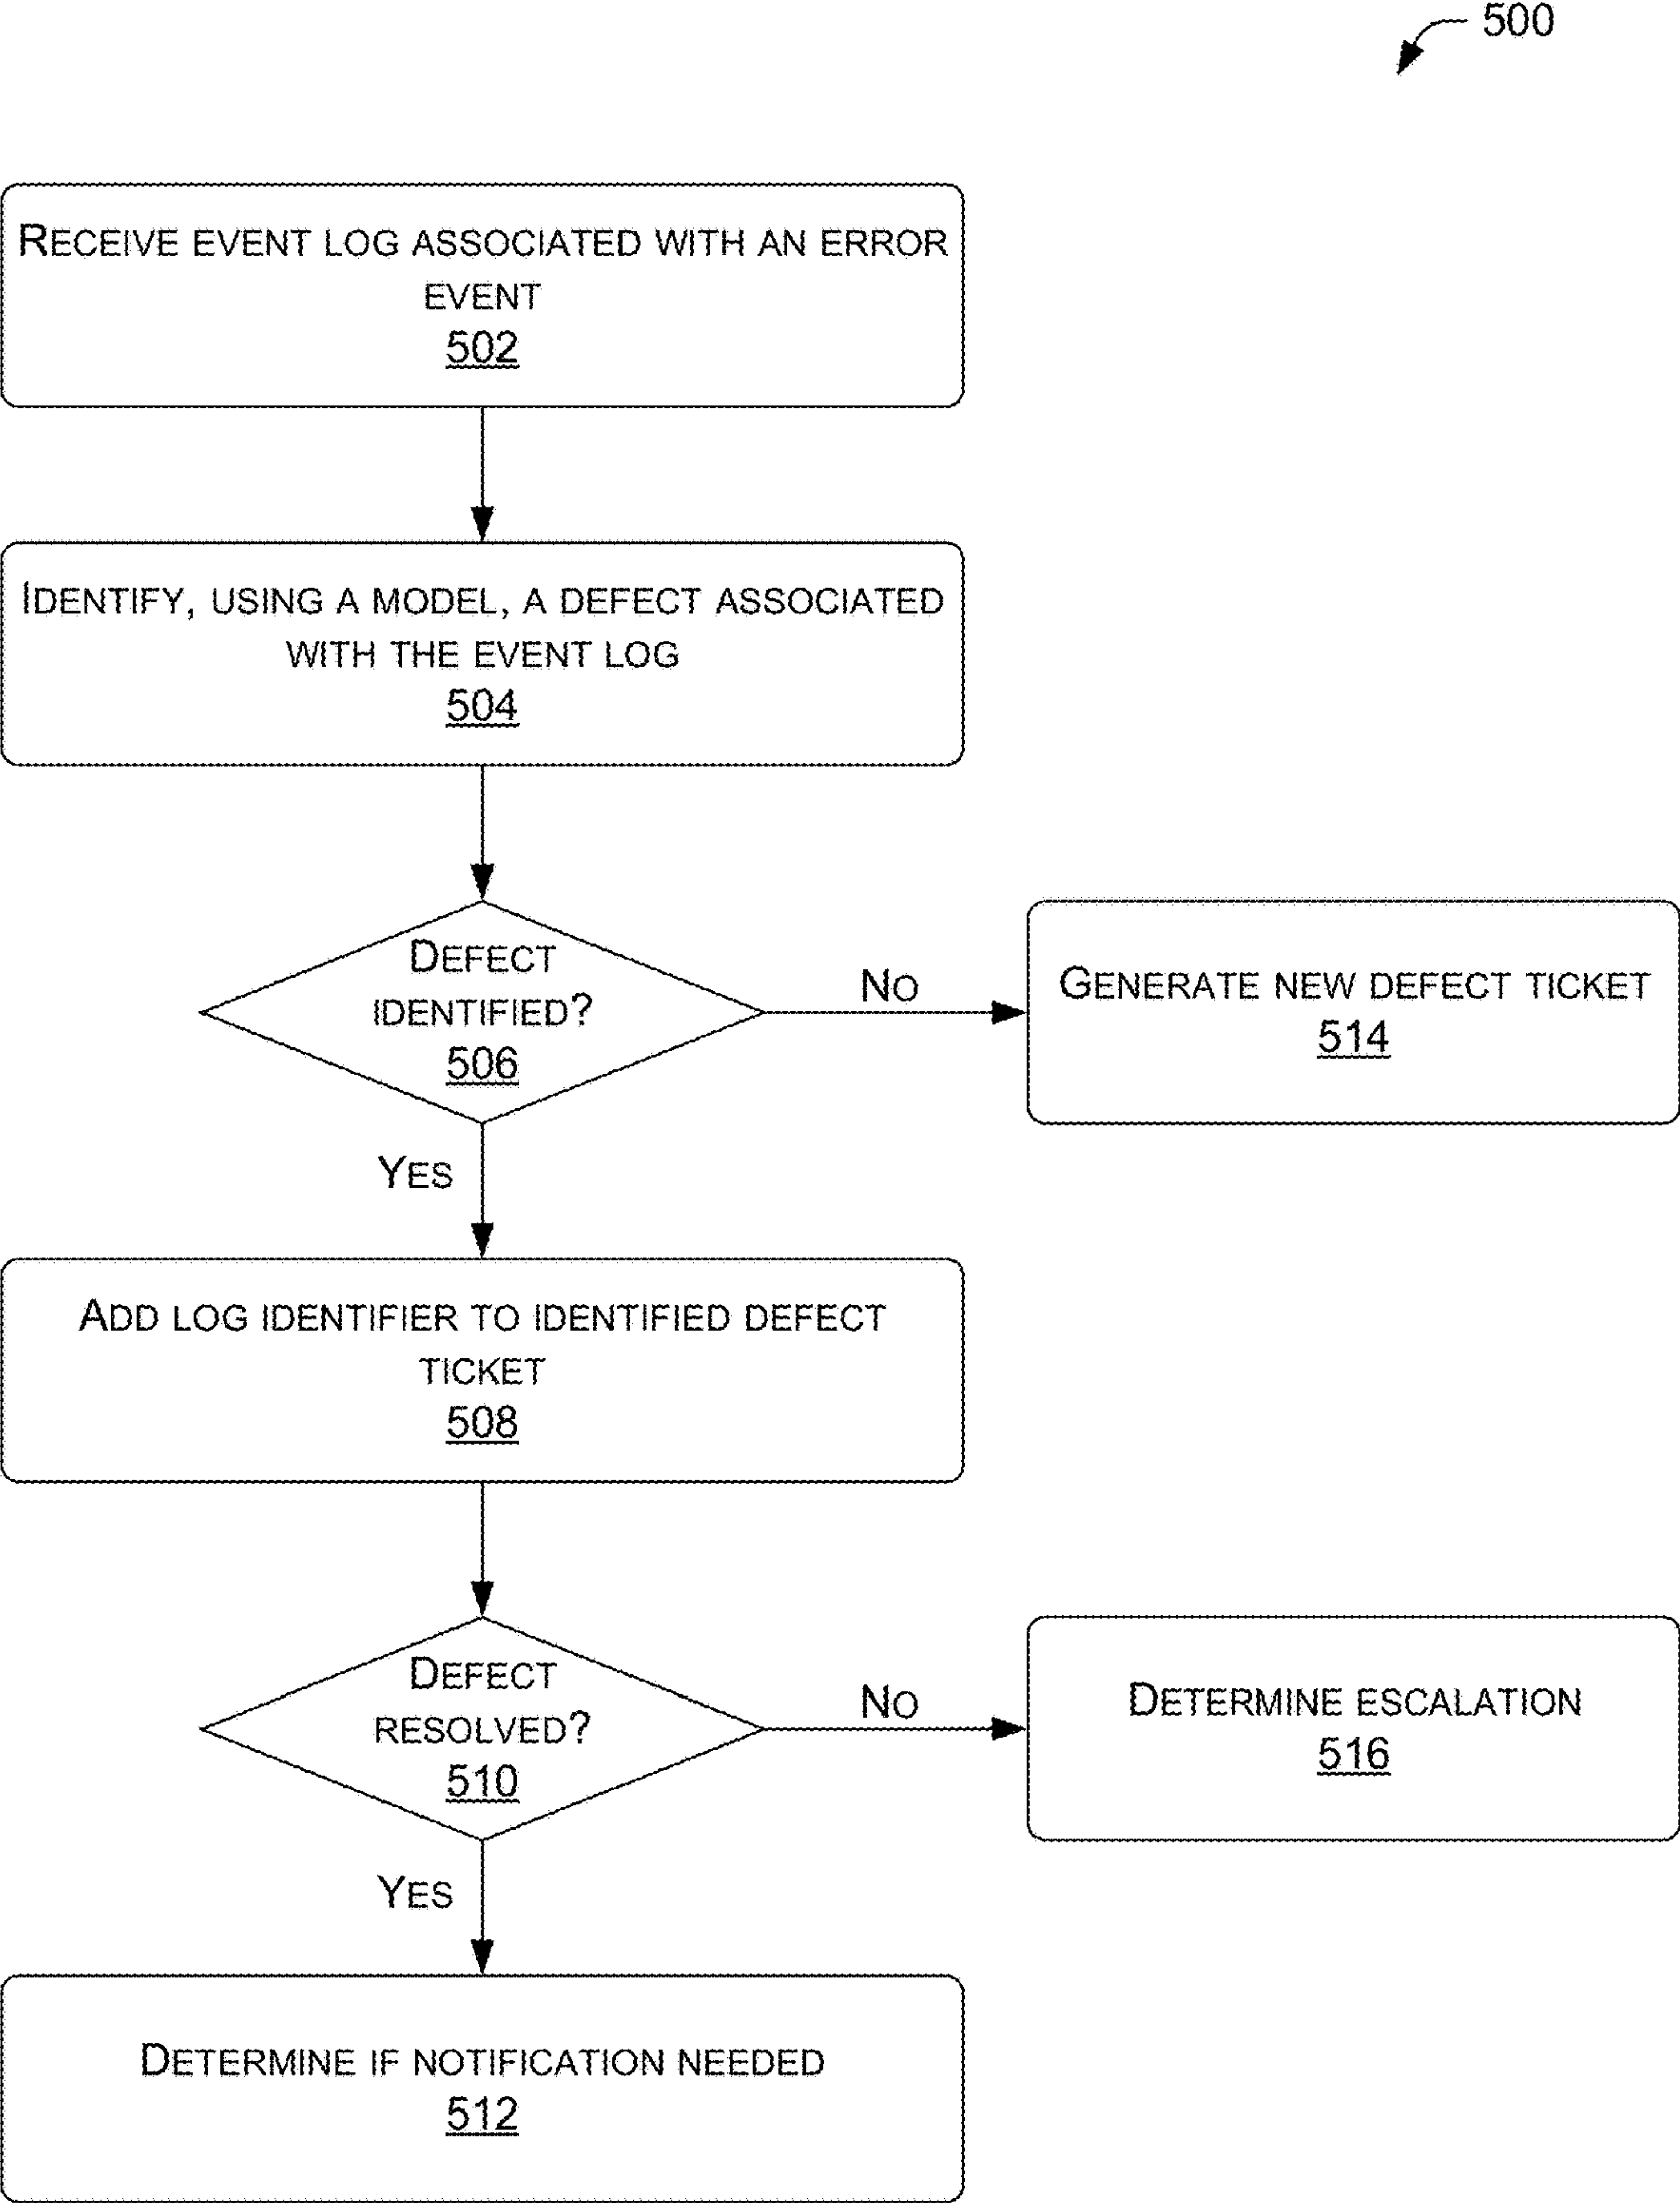 500
RECEIVE EVENT LOG ASSOCIATED WITH AN ERROR
EVENT
502
IDENTIFY, USING A MODEL, A DEFECT ASSOCIATED
WITH THE EVENT LOG
504
DEFECT
IDENTIFIED?
506
NO
GENERATE NEW DEFECT TICKET
514
YES
ADD LOG IDENTIFIER TO IDENTIFIED DEFECT
TICKET
508
DEFECT
RESOLVED?
510
NO
DETERMINE ESCALATION
516
YES
DETERMINE IF NOTIFICATION NEEDED
512